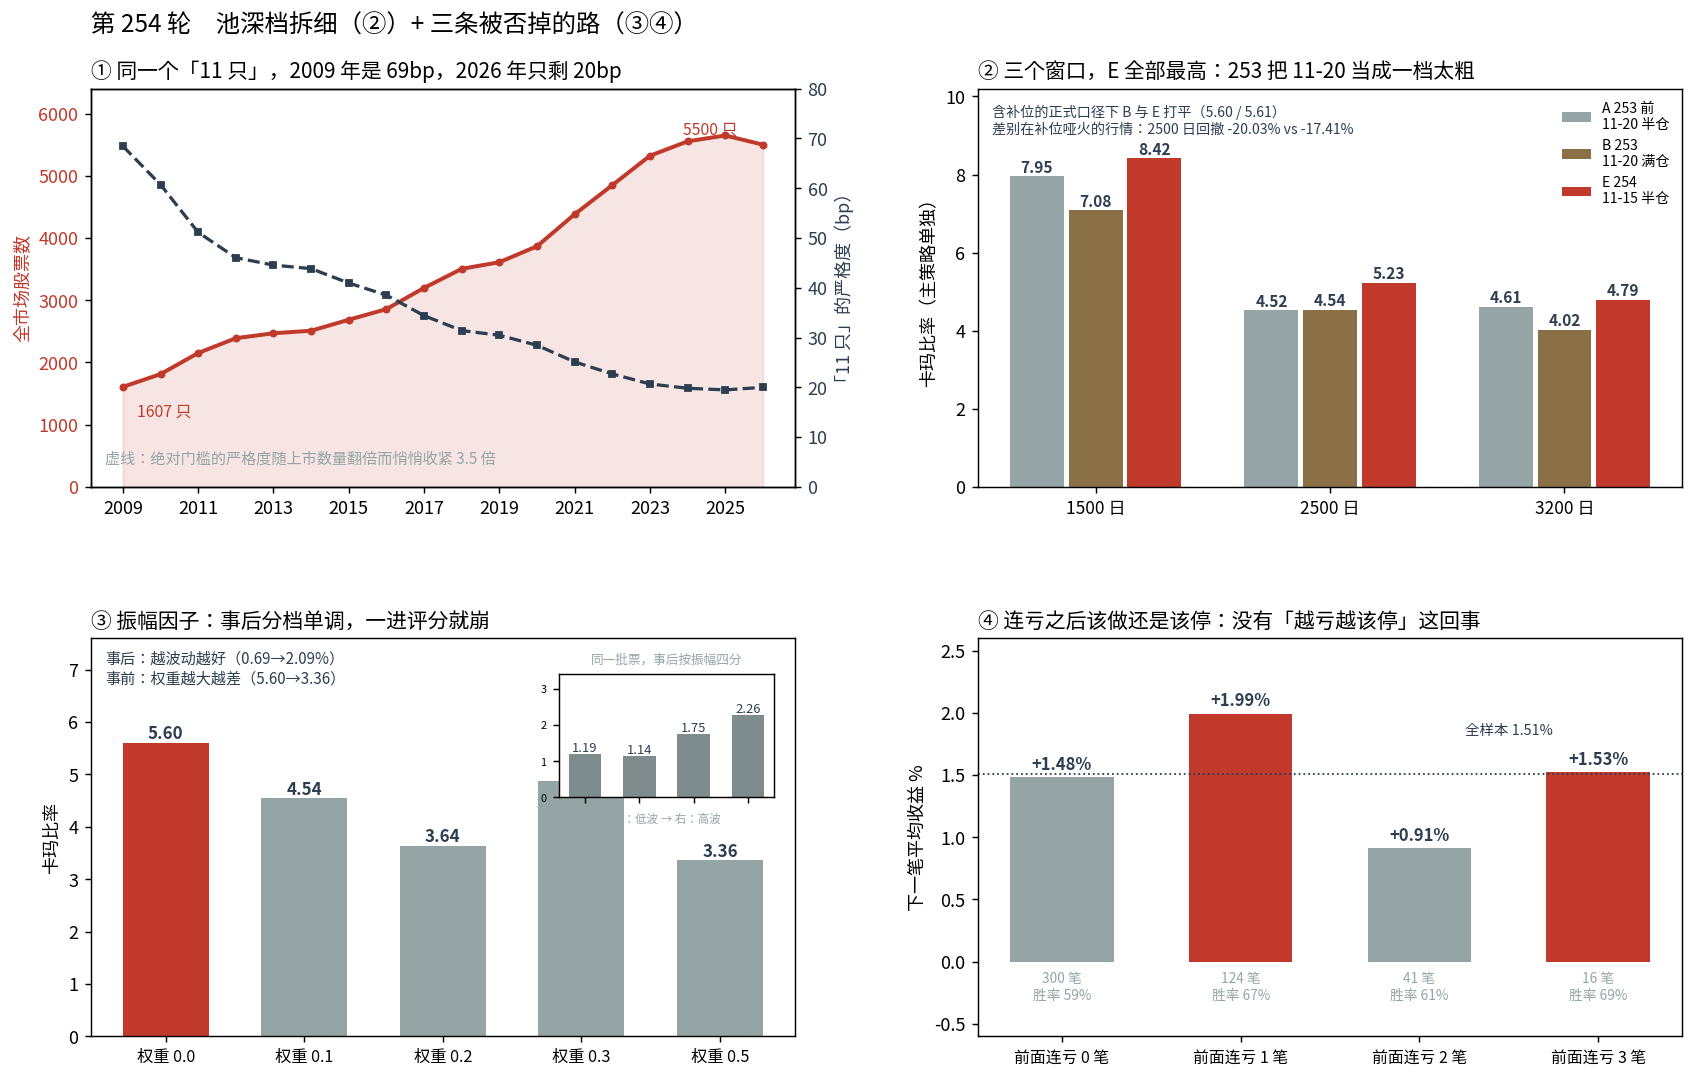 第 254 轮　池深档拆细（②）+ 三条被否掉的路（③④）
① 同一个「11 只」，2009 年是 69bp，2026 年只剩 20bp
全市场股票数
6000
5000
4000
3000
2000
1000
0
5500 只
1607 只
虚线：绝对门槛的严格度随上市数量翻倍而悄悄收紧 3.5 倍
80
70
60
50
40
30
20
10
0
「11 只」的严格度（bp）
2009 2011 2013 2015 2017 2019 2021 2023 2025
② 三个窗口，E 全部最高：253 把 11-20 当成一档太粗
卡玛比率（主策略单独）
10
8
6
4
2
0
含补位的正式口径下 B 与 E 打平（5.60 / 5.61）
差别在补位哑火的行情：2500 日回撤 -20.03% vs -17.41%
A 253 前
11-20 半仓
B 253
11-20 满仓
E 254
11-15 半仓
7.95 7.08 8.42
4.52 4.54 5.23
4.61 4.02 4.79
1500 日 2500 日 3200 日
③ 振幅因子：事后分档单调，一进评分就崩
卡玛比率
7
6
5
4
3
2
1
0
事后：越波动越好（0.69→2.09%）
事前：权重越大越差（5.60→3.36）
5.60 4.54 3.64 3.36
同一批票，事后按振幅四分
3
2
1
0
1.19 1.14 1.75 2.26
：低波 → 右：高波
权重 0.0 权重 0.1 权重 0.2 权重 0.3 权重 0.5
④ 连亏之后该做还是该停：没有「越亏越该停」这回事
下一笔平均收益 %
2.5
2.0
1.5
1.0
0.5
0.0
-0.5
+1.48% +1.99% +0.91% +1.53%
全样本 1.51%
300 笔
胜率 59%
124 笔
胜率 67%
41 笔
胜率 61%
16 笔
胜率 69%
前面连亏 0 笔 前面连亏 1 笔 前面连亏 2 笔 前面连亏 3 笔